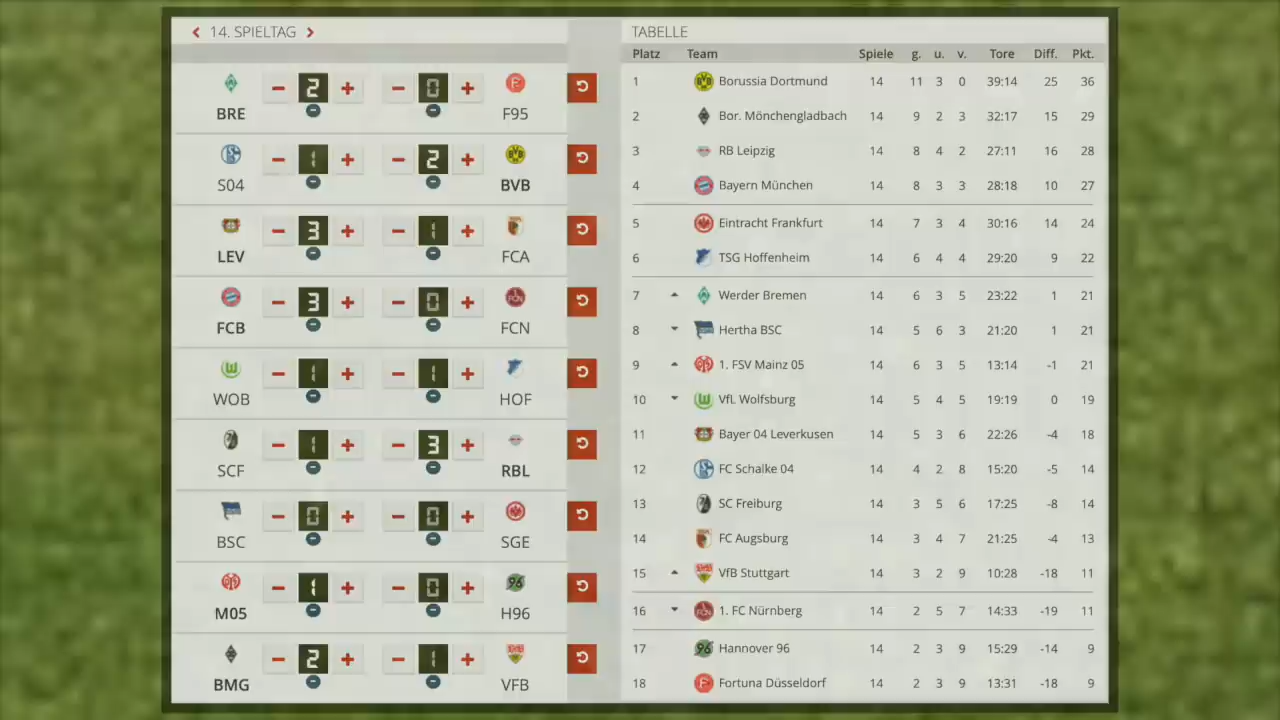 14. SPIELTAG
BRE 2 0 F95
S04 1 2 BVB
LEV 3 1 FCA
FCB 3 0 FCN
WOB 1 1 HOF
SCF 1 3 RBL
BSC 0 0 SGE
M05 1 0 H96
BMG 2 1 VFB
TABELLE
Platz Team Spiele g. u. v. Tore Diff. Pkt.
1 Borussia Dortmund 14 11 3 0 39:14 25 36
2 Bor. Mönchengladbach 14 9 2 3 32:17 15 29
3 RB Leipzig 14 8 4 2 27:11 16 28
4 Bayern München 14 8 3 3 28:18 10 27
5 Eintracht Frankfurt 14 7 3 4 30:16 14 24
6 TSG Hoffenheim 14 6 4 4 29:20 9 22
7 Werder Bremen 14 6 3 5 23:22 1 21
8 Hertha BSC 14 5 6 3 21:20 1 21
9 1. FSV Mainz 05 14 6 3 5 13:14 -1 21
10 VfL Wolfsburg 14 5 4 5 19:19 0 19
11 Bayer 04 Leverkusen 14 5 3 6 22:26 -4 18
12 FC Schalke 04 14 4 2 8 15:20 -5 14
13 SC Freiburg 14 3 5 6 17:25 -8 14
14 FC Augsburg 14 3 4 7 21:25 -4 13
15 VfB Stuttgart 14 3 2 9 10:28 -18 11
16 1. FC Nürnberg 14 2 5 7 14:33 -19 11
17 Hannover 96 14 2 3 9 15:29 -14 9
18 Fortuna Düsseldorf 14 2 3 9 13:31 -18 9